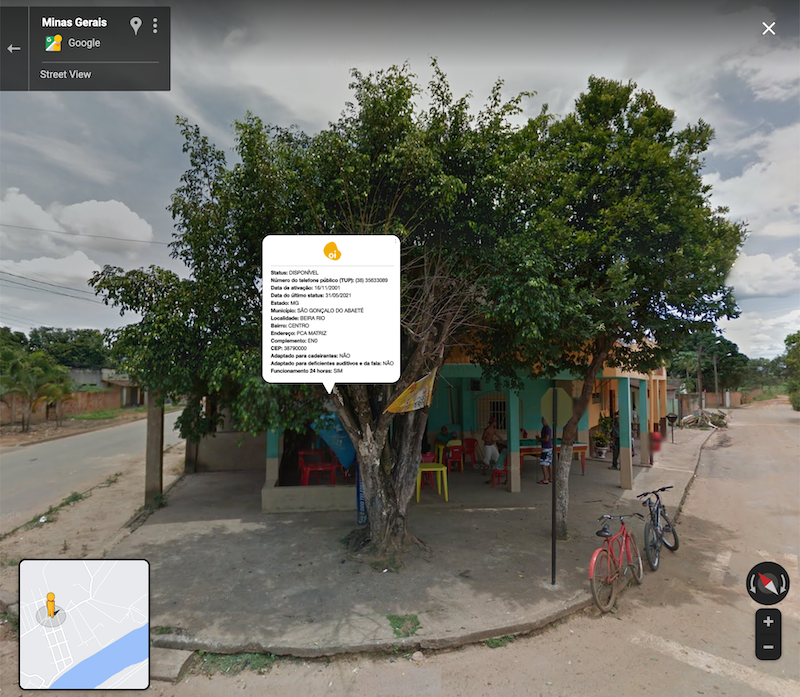 Minas Gerais
Google
Street View
oi
Status: DISPONÍVEL
Número do telefone público (TUP): (38) 35633089
Data de ativação: 16/11/2001
Data do último status: 31/05/2021
Estado: MG
Município: SÃO GONÇALO DO ABAETÉ
Localidade: BEIRA RIO
Bairro: CENTRO
Endereço: PCA MATRIZ
Complemento: EN0
CEP: 38790000
Adaptado para cadeirantes: NÃO
Adaptado para deficientes auditivos e da fala: NÃO
Funcionamento 24 horas: SIM